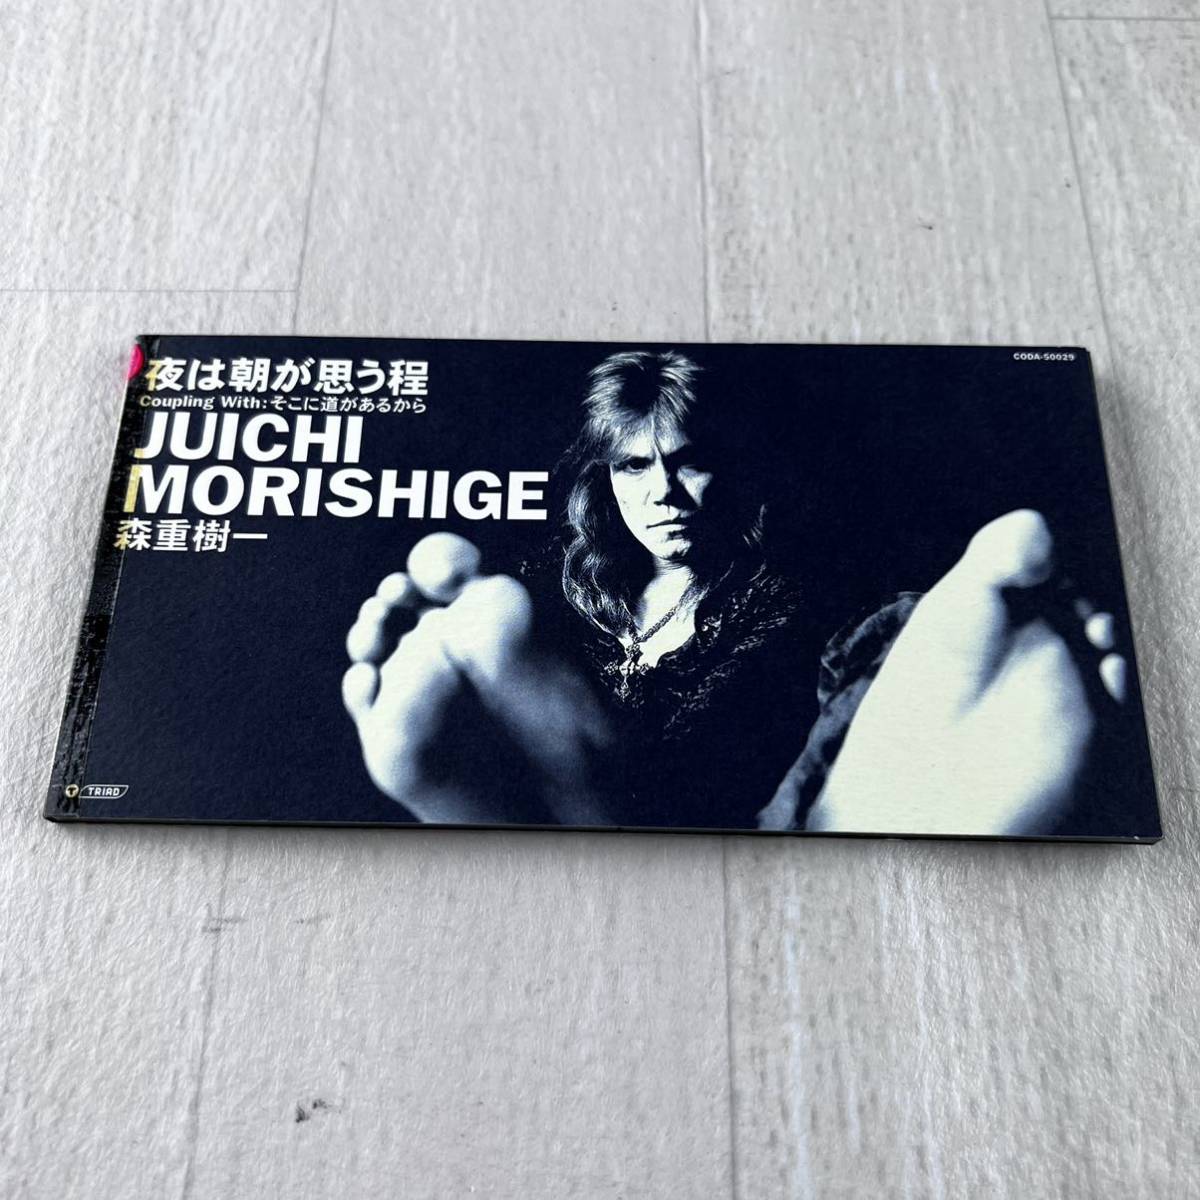 CODA-50029
夜は朝が思う程
Coupling With:そこに道があるから
JUICHI
MORISHIGE
森重樹一
T TRIAD